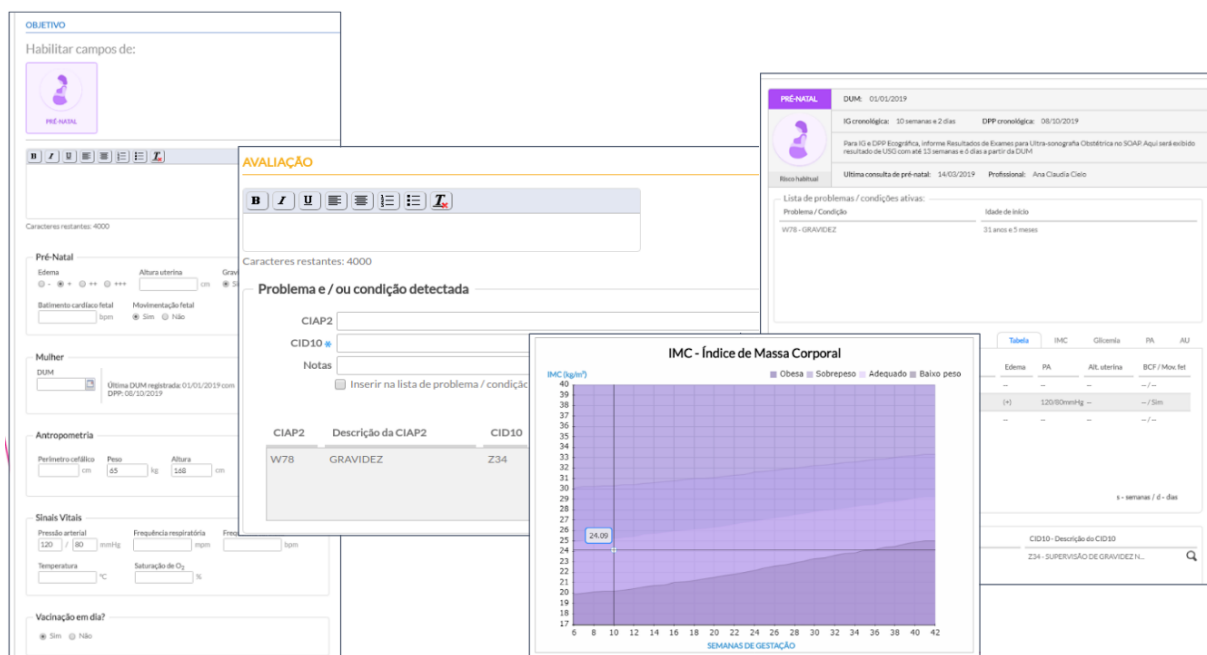 OBJETIVO
Habilitar campos de:
PRÉ-NATAL
B I U
Caracteres restantes: 4000
Pré-Natal
Edema Altura uterina
- + ++ +++ cm
Batimento cardíaco fetal Movimentação fetal
bpm Sim Não
Mulher
DUM
Última DUM registrada: 01/01/2019 com
DPP: 08/10/2019
Antropometria
Perímetro cefálico Peso Altura
cm 65 kg 168 cm
Sinais Vitais
Pressão arterial Frequência respiratória
120 / 80 mmHg mpm bpm
Temperatura Saturação de O2
°C %
Vacinação em dia?
Sim Não
AVALIAÇÃO
B I U
Caracteres restantes: 4000
Problema e / ou condição detectada
CIAP2
CID10
Notas
Inserir na lista de problema / condiçã
CIAP2 Descrição da CIAP2 CID10
W78 GRAVIDEZ Z34
IMC - Índice de Massa Corporal
IMC (kg/m²) Obesa Sobrepeso Adequado Baixo peso
40
39
38
37
36
35
34
33
32
31
30
29
28
27
26
25
24
23
22
21
20
19
18
17
24.09
6 8 10 12 14 16 18 20 22 24 26 28 30 32 34 36 38 40 42
SEMANAS DE GESTAÇÃO
PRÉ-NATAL DUM: 01/01/2019
IG cronológica: 10 semanas e 2 dias DPP cronológica: 08/10/2019
Para IG e DPP Ecográfica, informe Resultados de Exames para Ultra-sonografia Obstétrica no SOAP. Aqui será exibido
resultado de USG com até 13 semanas e 6 dias a partir da DUM
Risco habitual Ultima consulta de pré-natal: 14/03/2019 Profissional: Ana Claudia Cielo
Lista de problemas / condições ativas:
Problema / Condição Idade de início
W78 - GRAVIDEZ 31 anos e 5 meses
Tabela IMC Glicemia PA AU
Edema PA Alt. uterina BCF / Mov. fet
-- -- -- -- / --
(+) 120/80mmHg -- -- / Sim
-- -- -- -- / --
s - semanas / d - dias
CID10 - Descrição do CID10
Z34 - SUPERVISÃO DE GRAVIDEZ N...